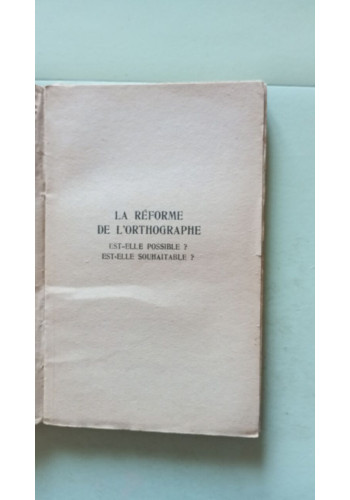 LA RÉFORME
DE L'ORTHOGRAPHE
EST-ELLE POSSIBLE ?
EST-ELLE SOUHAITABLE ?